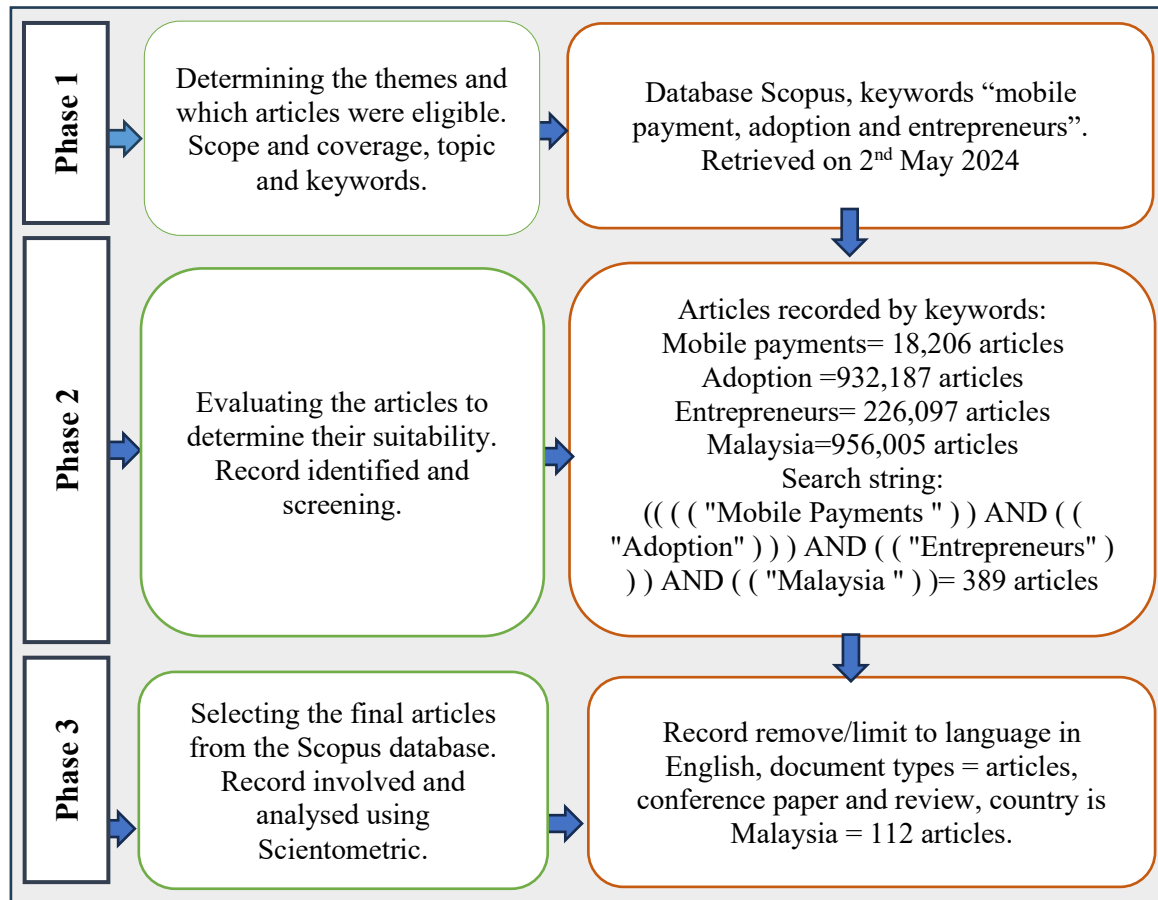 Phase 1
Determining the themes and
which articles were eligible.
Scope and coverage, topic
and keywords.
Database Scopus, keywords “mobile
payment, adoption and entrepreneurs”.
Retrieved on 2nd May 2024
Phase 2
Evaluating the articles to
determine their suitability.
Record identified and
screening.
Articles recorded by keywords:
Mobile payments= 18,206 articles
Adoption =932,187 articles
Entrepreneurs= 226,097 articles
Malaysia=956,005 articles
Search string:
(( ( ( "Mobile Payments " ) ) AND ( (
"Adoption" ) ) ) AND ( ( "Entrepreneurs" )
) ) AND ( ( "Malaysia " ) )= 389 articles
Phase 3
Selecting the final articles
from the Scopus database.
Record involved and
analysed using
Scientometric.
Record remove/limit to language in
English, document types = articles,
conference paper and review, country is
Malaysia = 112 articles.